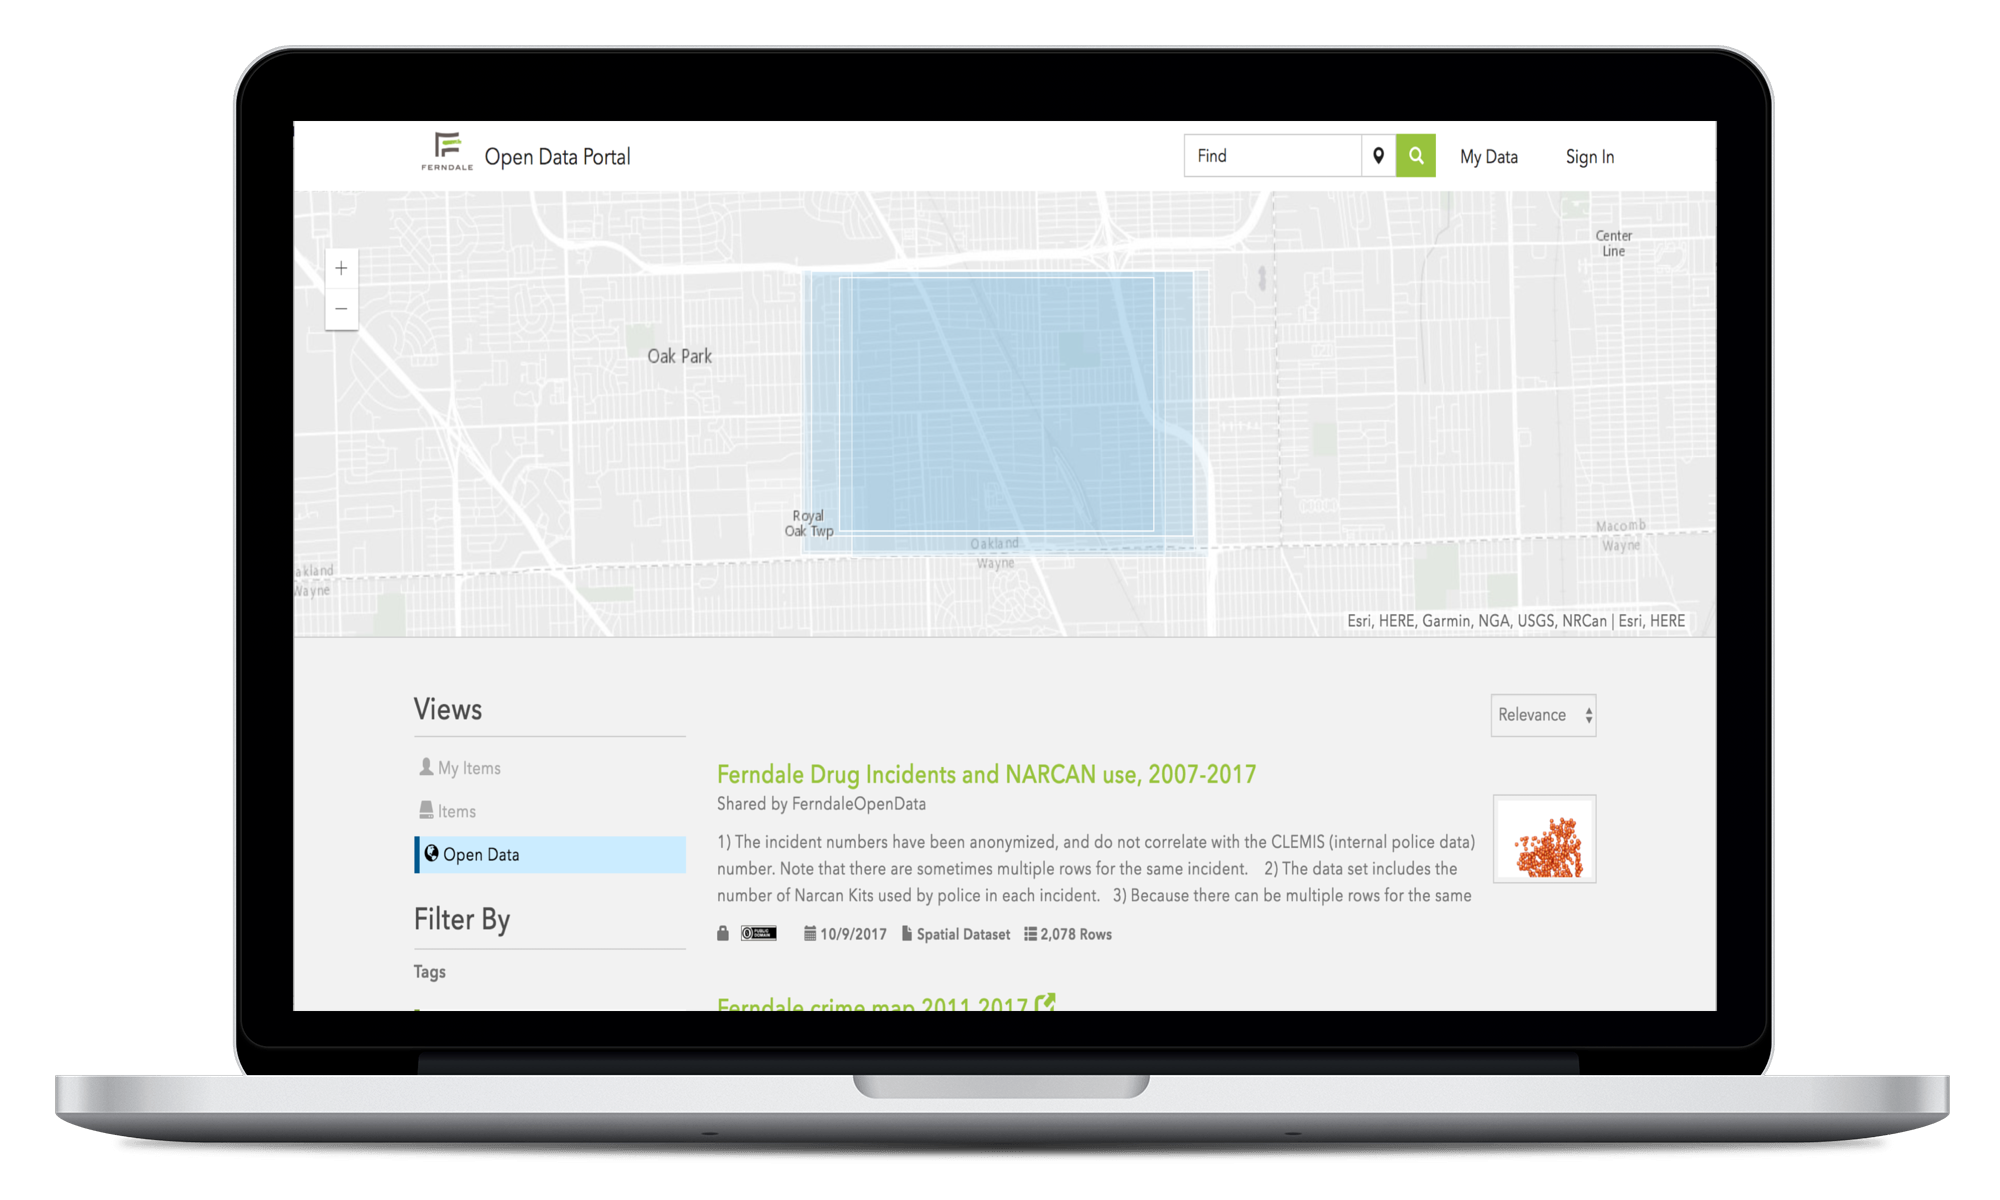 FERNDALE
Open Data Portal
Find
My Data
Sign In
+
Center
Line
−
Oak Park
Royal
Oak Twp
Oakland
Wayne
Macomb
Wayne
akland
Wayne
Esri, HERE, Garmin, NGA, USGS, NRCan | Esri, HERE
Views
Relevance
My Items
Items
Open Data
Filter By
Tags
Ferndale Drug Incidents and NARCAN use, 2007-2017
Shared by FerndaleOpenData
1) The incident numbers have been anonymized, and do not correlate with the CLEMIS (internal police data)
number. Note that there are sometimes multiple rows for the same incident. 2) The data set includes the
number of Narcan Kits used by police in each incident. 3) Because there can be multiple rows for the same
PUBLIC
DOMAIN
10/9/2017
Spatial Dataset
2,078 Rows
Ferndale crime map 2011 2017